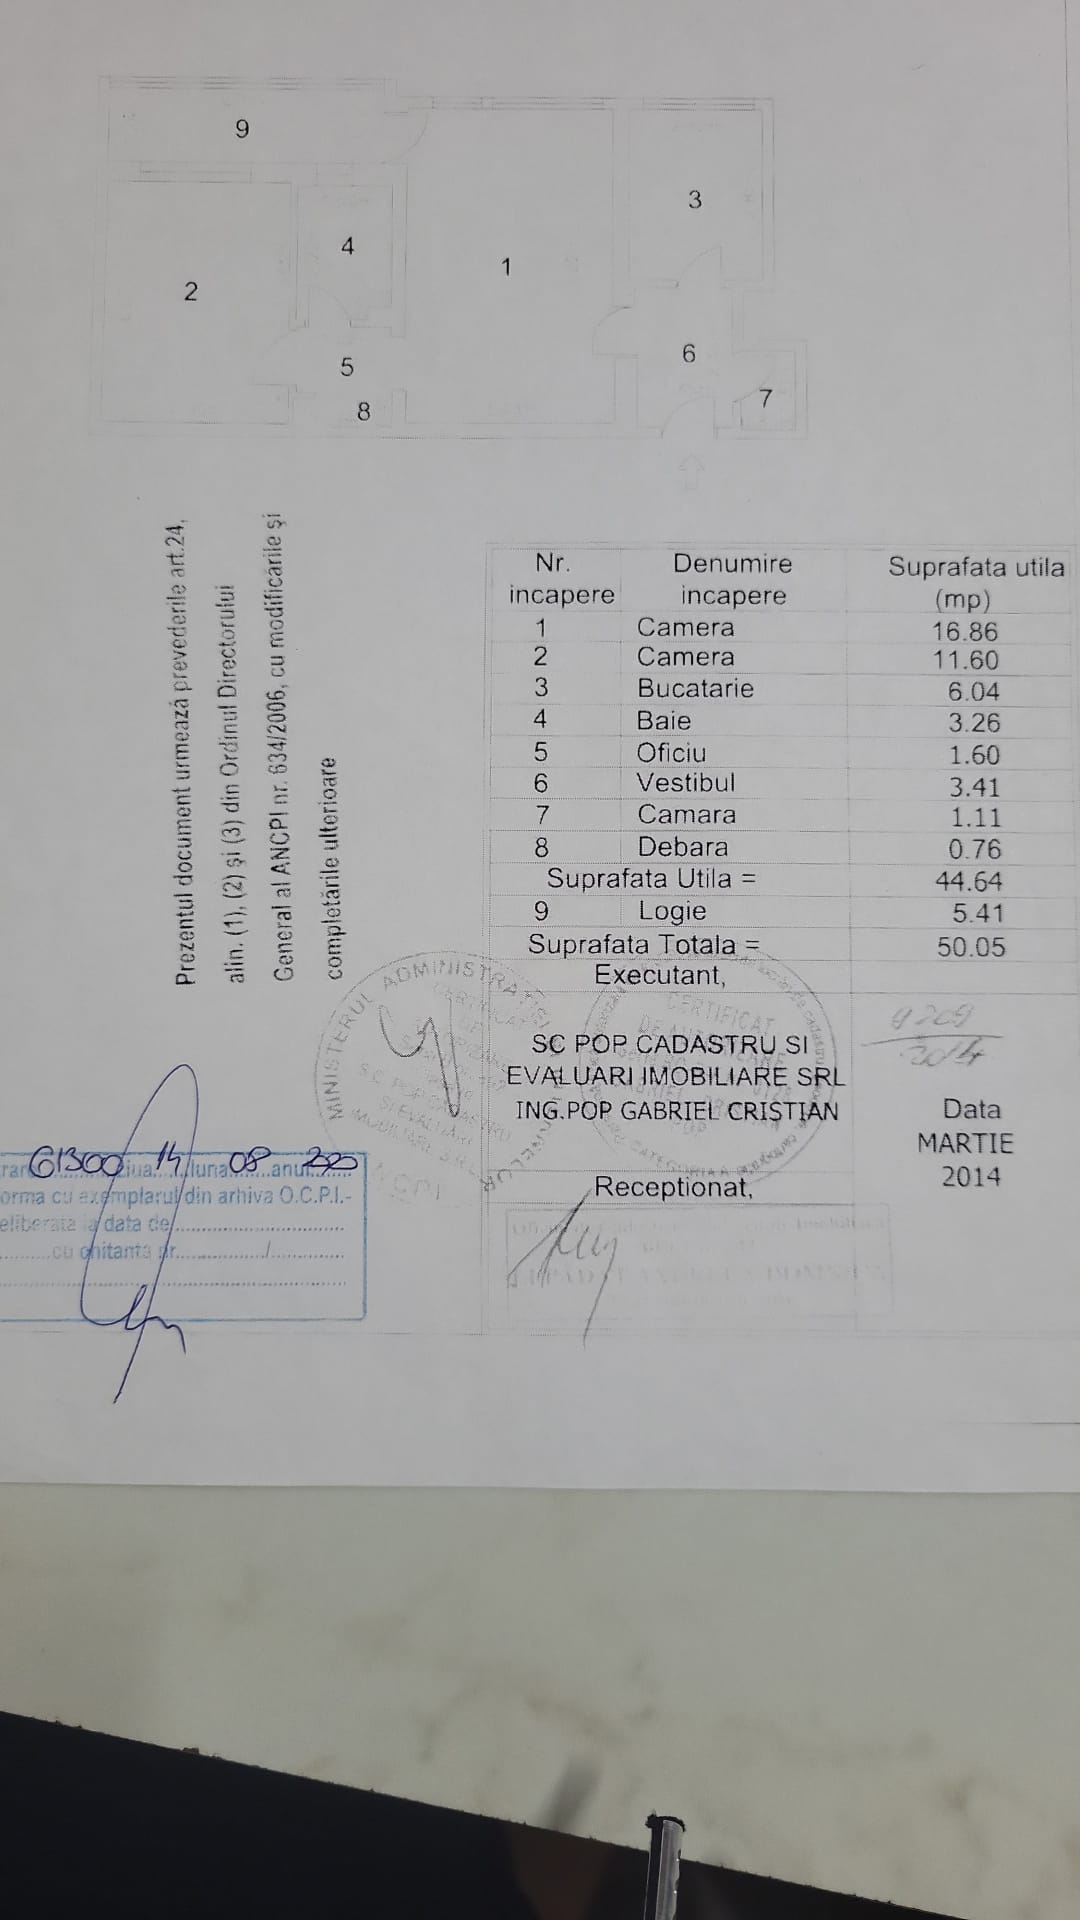 9
3
4
1
2
6
5
7
8
Prezentul document urmează prevederile art.24,
alin. (1), (2) și (3) din Ordinul Directorului
General al ANCPI nr. 634/2006, cu modificările și
completările ulterioare
Nr. incapere Denumire incapere Suprafata utila (mp)
1 Camera 16.86
2 Camera 11.60
3 Bucatarie 6.04
4 Baie 3.26
5 Oficiu 1.60
6 Vestibul 3.41
7 Camara 1.11
8 Debara 0.76
Suprafata Utila = 44.64
9 Logie 5.41
Suprafata Totala = 50.05
Executant,
SC POP CADASTRU SI
EVALUARI IMOBILIARE SRL
ING.POP GABRIEL CRISTIAN
Receptionat,
Data
MARTIE
2014
MINISTERUL ADMINISTRAȚIEI
CERTIFICAT
61300 ziua 14 luna 08 anul
orma cu exemplarul din arhiva O.C.P.I.-
eliberata la data de
cu chitanta nr. /